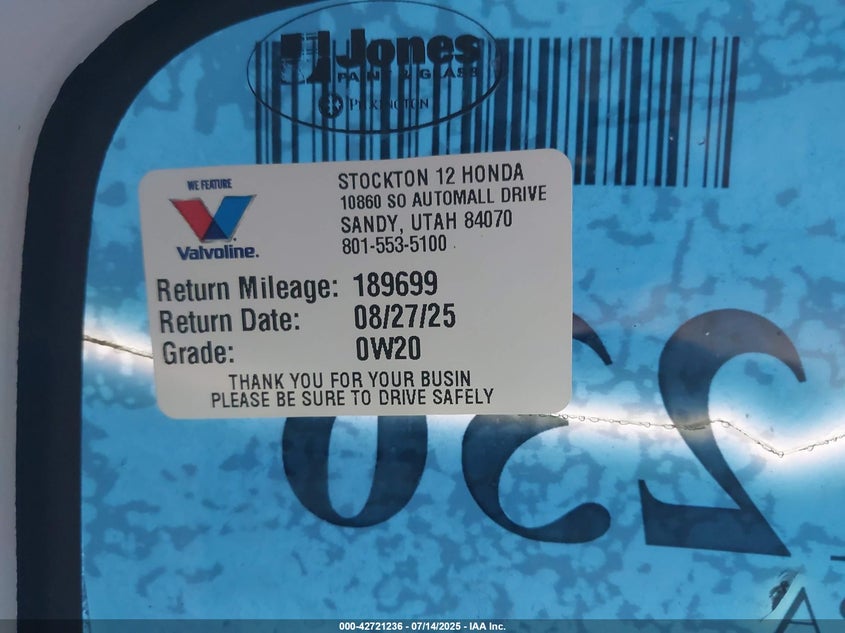 Jones
PAINT & GLASS
PILKINGTON
WE FEATURE
Valvoline.
STOCKTON 12 HONDA
10860 SO AUTOMALL DRIVE
SANDY, UTAH 84070
801-553-5100
Return Mileage: 189699
Return Date: 08/27/25
Grade: 0W20
THANK YOU FOR YOUR BUSIN
PLEASE BE SURE TO DRIVE SAFELY
000-42721236 - 07/14/2025 - IAA Inc.